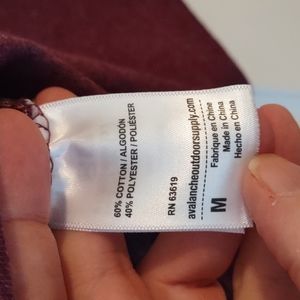 60% COTTON / ALGODÓN
40% POLYESTER / POLIÉSTER
RN 63619
avalancheoutdoorsupply.com
M
Fabriqué en Chine
Made in China
Hecho en China